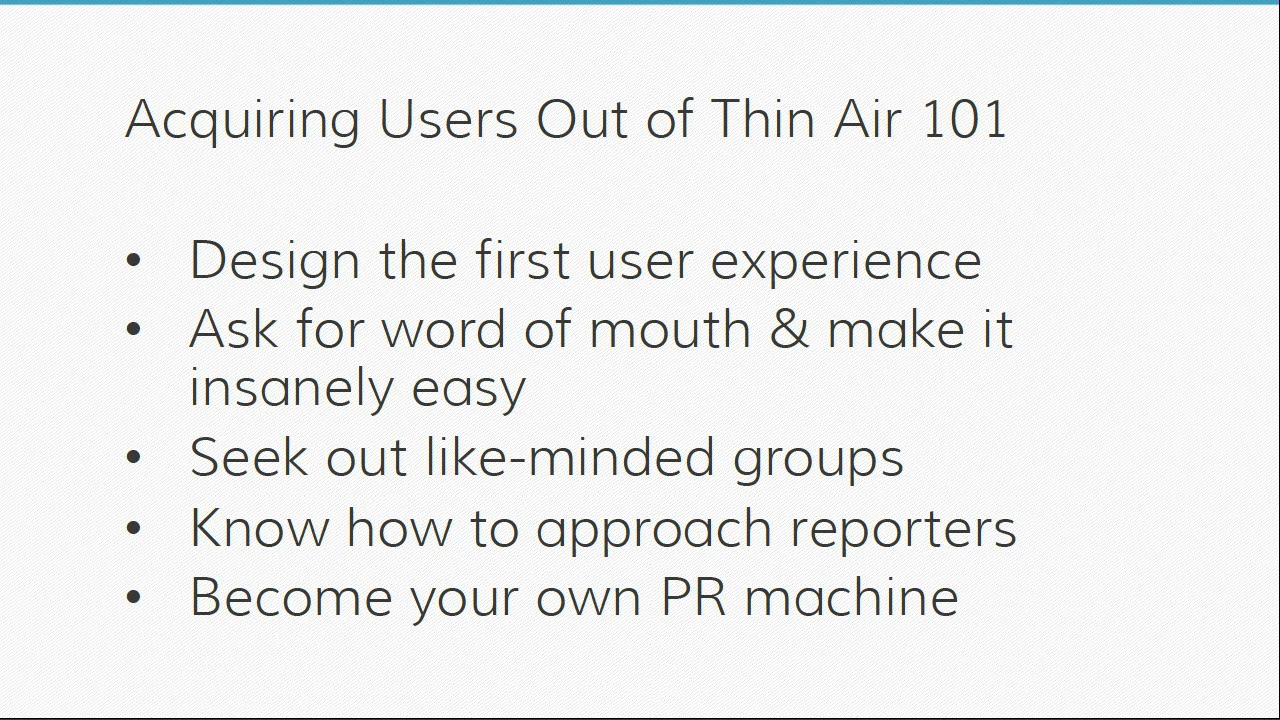 Acquiring Users Out of Thin Air 101
• Design the first user experience
• Ask for word of mouth & make it
insanely easy
• Seek out like-minded groups
• Know how to approach reporters
• Become your own PR machine